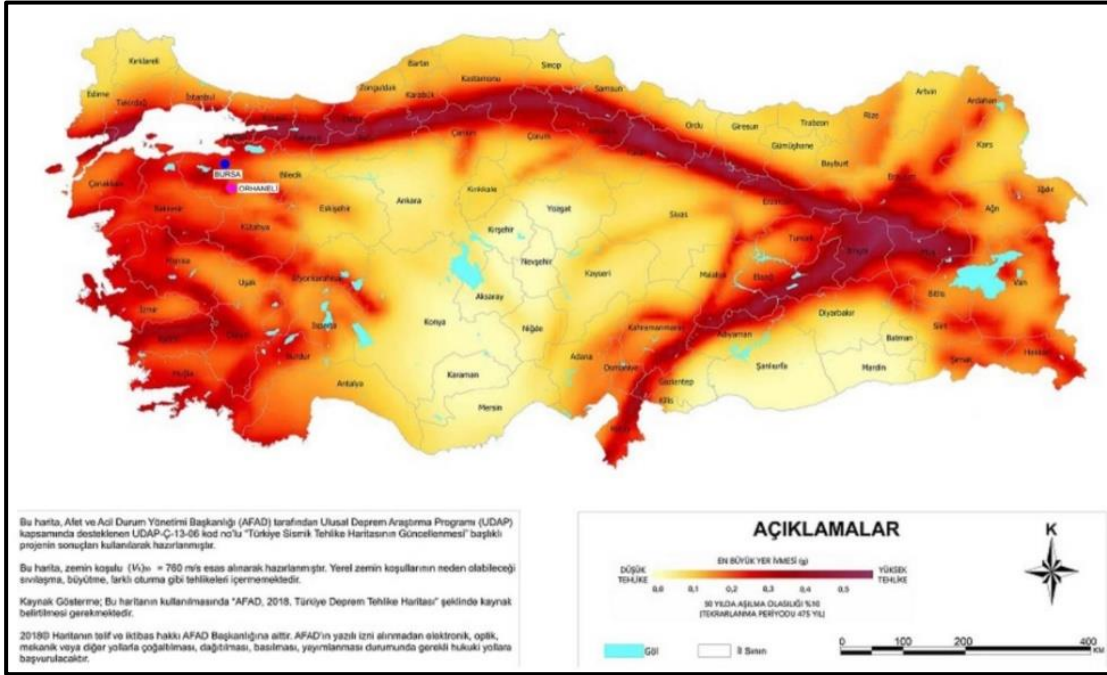 Kırklareli
Edirne
Tekirdağ
İstanbul
Zonguldak
Bartın
Karabük
Kastamonu
Sinop
Samsun
Ordu
Giresun
Trabzon
Rize
Artvin
Ardahan
Kars
Gümüşhane
Bayburt
Erzurum
Iğdır
Ağrı
Çankırı
Çorum
BURSA
ORHANELİ
Bilecik
Çanakkale
Balıkesir
Kütahya
Eskişehir
Ankara
Kırıkkale
Yozgat
Sivas
Erzincan
Tunceli
Bingöl
Muş
Kırşehir
Nevşehir
Kayseri
Malatya
Elazığ
Bitlis
Van
Manisa
Uşak
Afyonkarahisar
İzmir
Aydın
Denizli
Isparta
Burdur
Muğla
Antalya
Konya
Aksaray
Niğde
Karaman
Mersin
Adana
Osmaniye
Kahramanmaraş
Gaziantep
Kilis
Hatay
Adıyaman
Şanlıurfa
Diyarbakır
Mardin
Batman
Siirt
Şırnak
Hakkari
Bu harita, Afet ve Acil Durum Yönetimi Başkanlığı (AFAD) tarafından Ulusal Deprem Araştırma Programı (UDAP)
kapsamında desteklenen UDAP-Ç-13-06 kod no'lu "Türkiye Sismik Tehlike Haritasının Güncellenmesi" başlıklı
projenin sonuçları kullanılarak hazırlanmıştır.
Bu harita, zemin koşulu (Vs)30 = 760 m/s esas alınarak hazırlanmıştır. Yerel zemin koşullarının neden olabileceği
sıvılaşma, büyütme, farklı oturma gibi tehlikeleri içermemektedir.
Kaynak Gösterme; Bu haritanın kullanılmasında "AFAD, 2018, Türkiye Deprem Tehlike Haritası" şeklinde kaynak
belirtilmesi gerekmektedir.
2018© Haritanın telif ve iktibas hakkı AFAD Başkanlığına aittir. AFAD'ın yazılı izni alınmadan elektronik, optik,
mekanik veya diğer yollarla çoğaltılması, dağıtılması, basılması, yayımlanması durumunda gerekli hukuki yollara
başvurulacaktır.
AÇIKLAMALAR
EN BÜYÜK YER İVMESİ (g)
DÜŞÜK TEHLİKE
YÜKSEK TEHLİKE
0,0 0,1 0,2 0,3 0,4 0,5
50 YILDA AŞILMA OLASILIĞI %10
(TEKRARLANMA PERİYODU 475 YIL)
Göl
İl Sınırı
K
0 100 200 400
KM